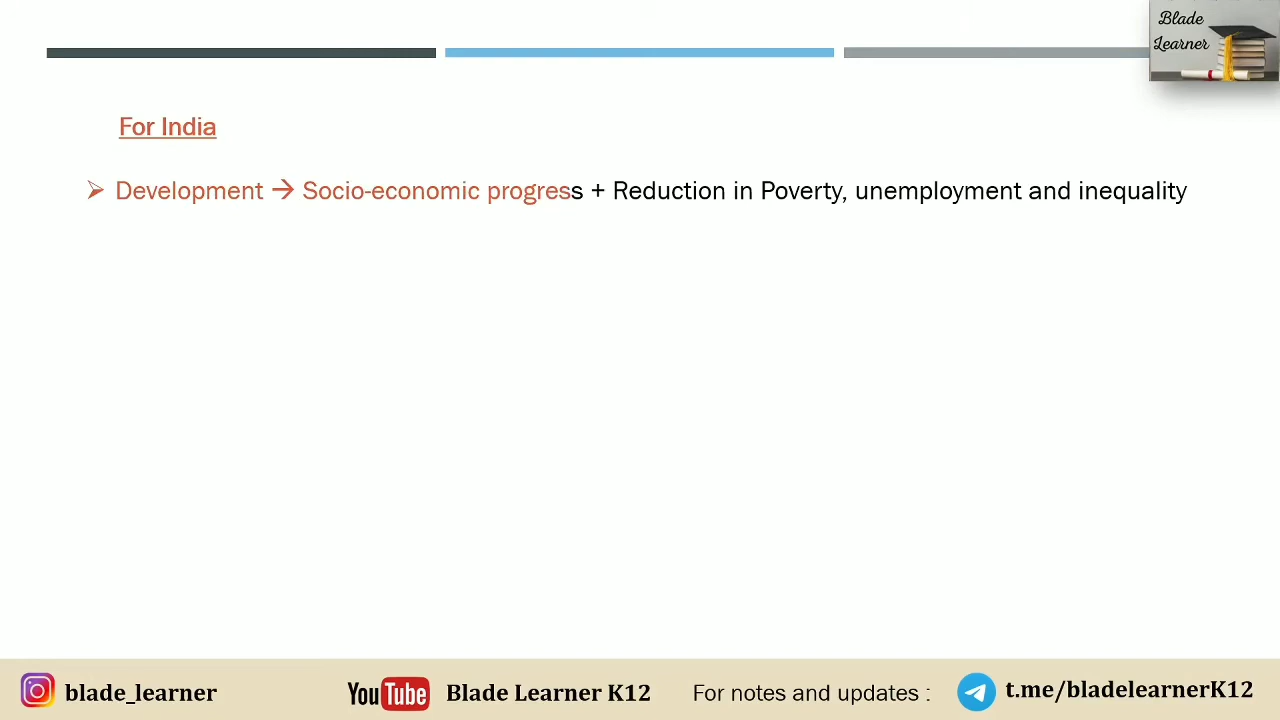 Blade
Learner
For India
➢ Development → Socio-economic progress + Reduction in Poverty, unemployment and inequality
blade_learner
YouTube
Blade Learner K12
For notes and updates :
t.me/bladelearnerK12